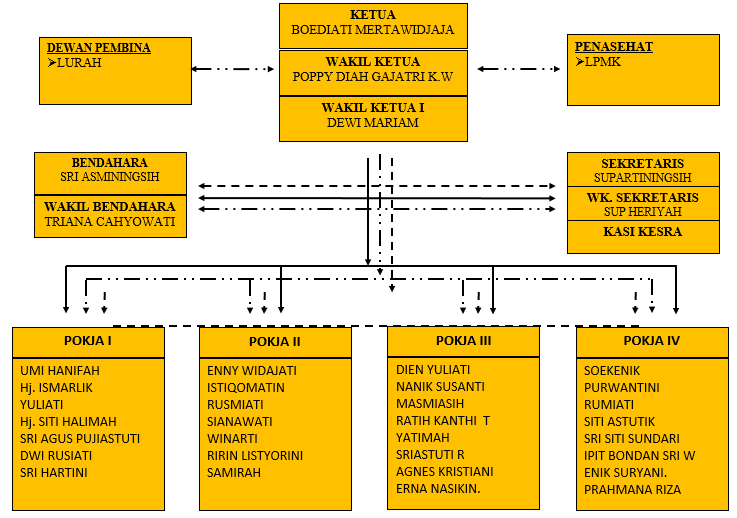 KETUA
BOEDIATI MERTAWIDJAJA
DEWAN PEMBINA
➤LURAH
WAKIL KETUA
POPPY DIAH GAJATRI K.W
PENASEHAT
➤LPMK
WAKIL KETUA I
DEWI MARIAM
BENDAHARA
SRI ASMININGSIH
WAKIL BENDAHARA
TRIANA CAHYOWATI
SEKRETARIS
SUPARTININGSIH
WK. SEKRETARIS
SUP HERIYAH
KASI KESRA
POKJA I
UMI HANIFAH
Hj. ISMARLIK
YULIATI
Hj. SITI HALIMAH
SRI AGUS PUJIASTUTI
DWI RUSIATI
SRI HARTINI
POKJA II
ENNY WIDAJATI
ISTIQOMATIN
RUSMIATI
SIANAWATI
WINARTI
RIRIN LISTYORINI
SAMIRAH
POKJA III
DIEN YULIATI
NANIK SUSANTI
MASMIASIH
RATIH KANTHI T
YATIMAH
SRIASTUTI R
AGNES KRISTIANI
ERNA NASIKIN.
POKJA IV
SOEKENIK
PURWANTINI
RUMIATI
SITI ASTUTIK
SRI SITI SUNDARI
IPIT BONDAN SRI W
ENIK SURYANI.
PRAHMANA RIZA